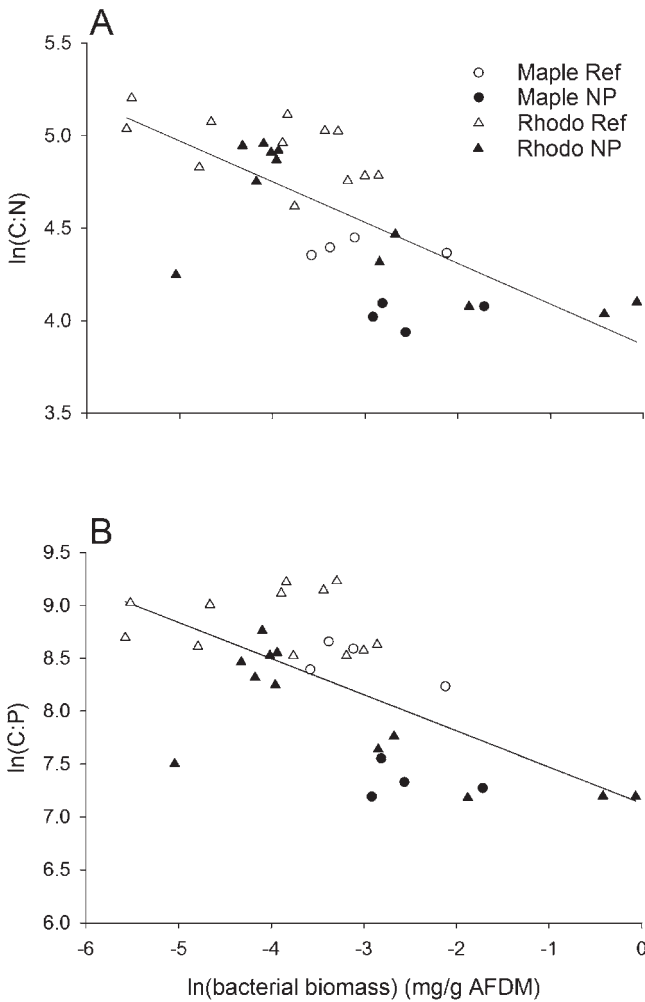 A
5.5
5.0
4.5
4.0
3.5
ln(C:N)
Maple Ref
Maple NP
Rhodo Ref
Rhodo NP
B
9.5
9.0
8.5
8.0
7.5
7.0
6.5
6.0
ln(C:P)
-6 -5 -4 -3 -2 -1 0
ln(bacterial biomass) (mg/g AFDM)